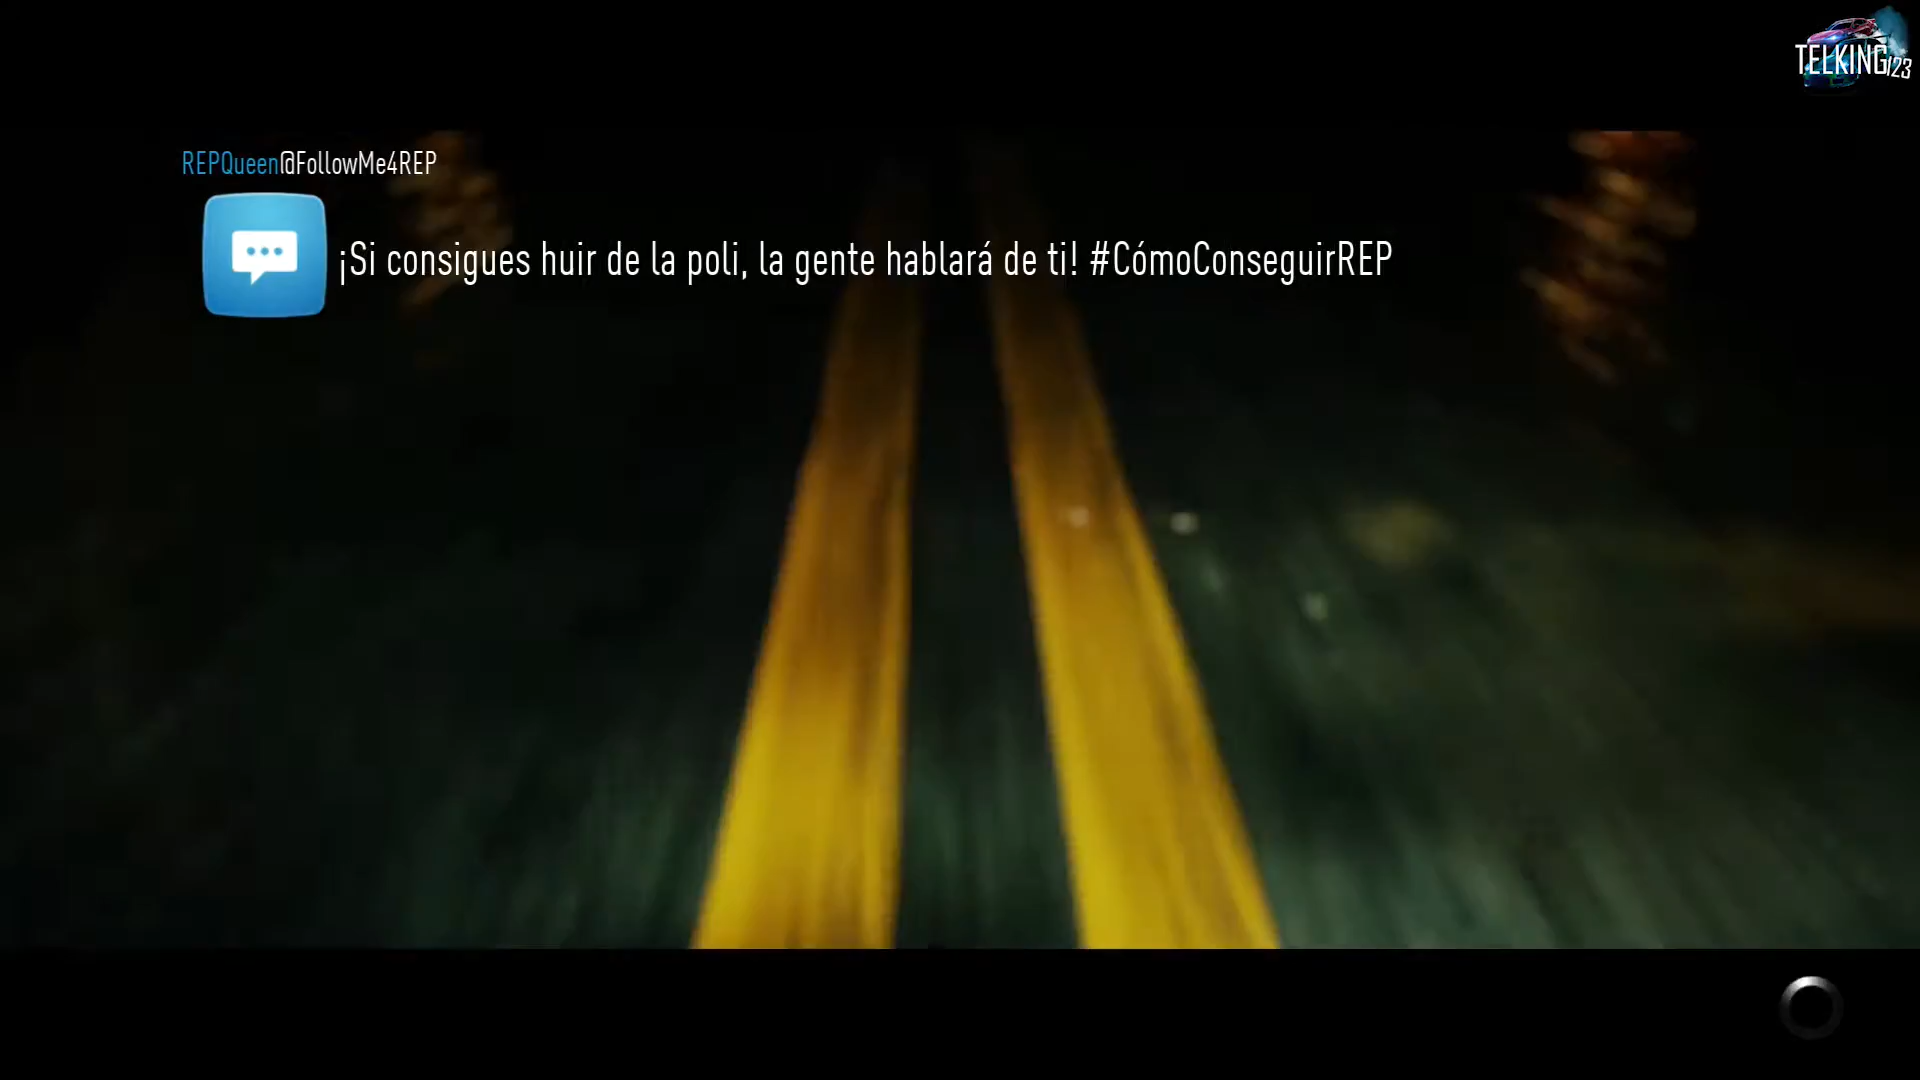 TELKING123
REPQueen@FollowMe4REP
¡Si consigues huir de la poli, la gente hablará de ti! #CómoConseguirREP